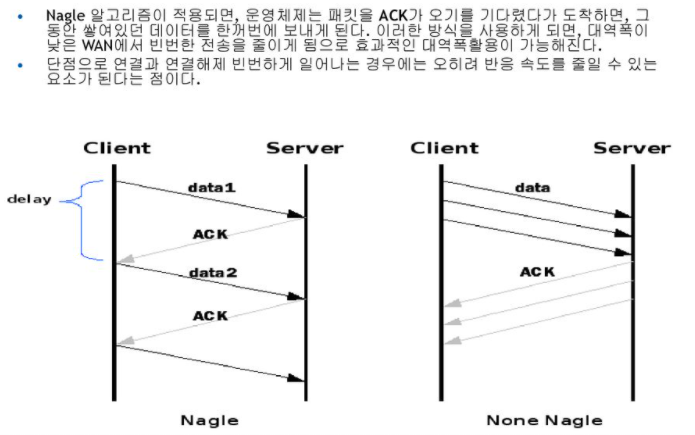 • Nagle 알고리즘이 적용되면, 운영체제는 패킷을 ACK가 오기를 기다렸다가 도착하면, 그
동안 쌓여있던 데이터를 한꺼번에 보내게 된다. 이러한 방식을 사용하게 되면, 대역폭이
낮은 WAN에서 빈번한 전송을 줄이게 됨으로 효과적인 대역폭활용이 가능해진다.
• 단점으로 연결과 연결해제 빈번하게 일어나는 경우에는 오히려 반응 속도를 줄일 수 있는
요소가 된다는 점이다.
Client Server Client Server
delay
data1
data
ACK
data2
ACK
ACK
Nagle None Nagle